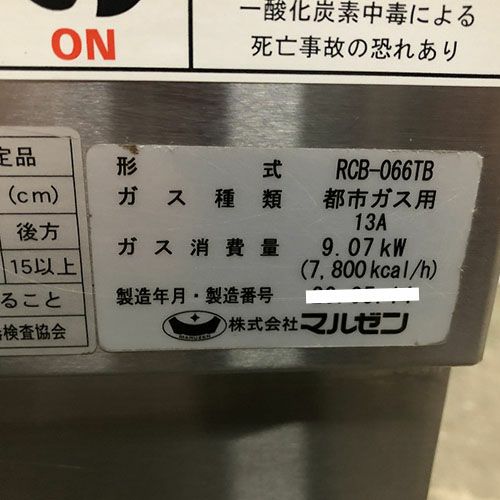 ON
一酸化炭素中毒による
死亡事故の恐れあり
定品
(cm)
後方
15以上
ること
検査協会
形式 RCB-066TB
ガス種類 都市ガス用
13A
ガス消費量 9.07kW
(7,800kcal/h)
製造年月・製造番号
MARUZEN 株式会社マルゼン